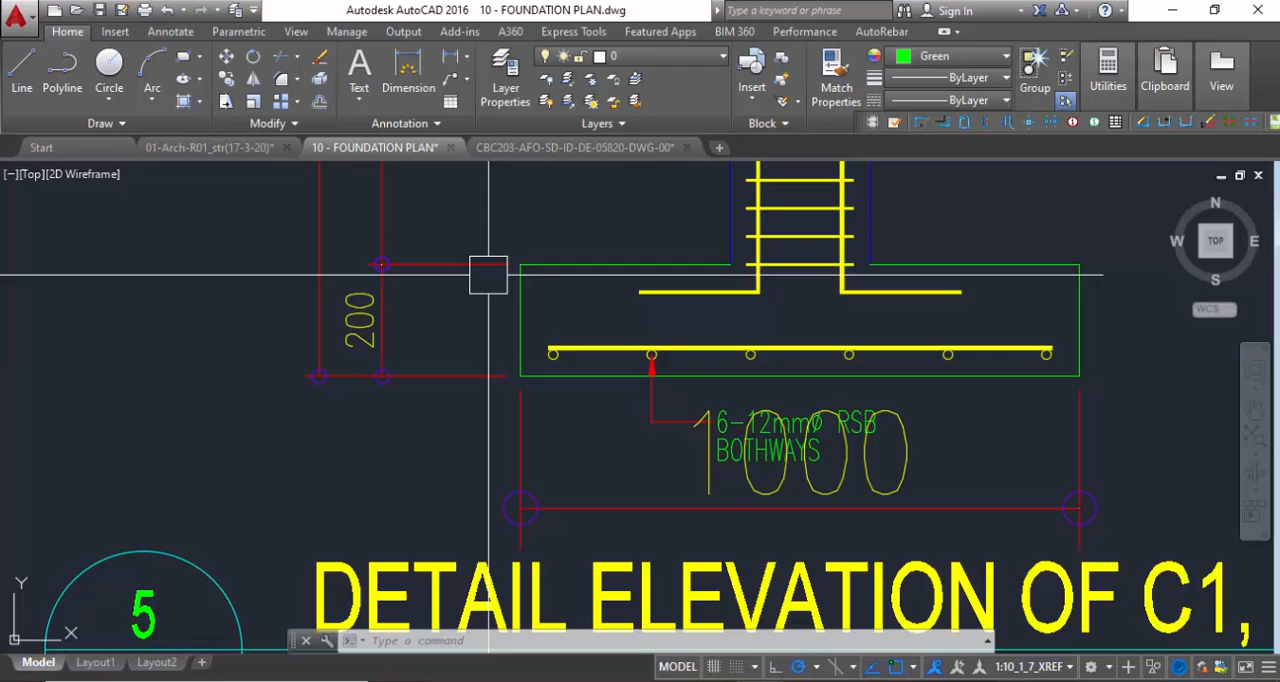 Autodesk AutoCAD 2016   10 - FOUNDATION PLAN.dwg
Type a keyword or phrase
Sign In
Home Insert Annotate Parametric View Manage Output Add-ins A360 Express Tools Featured Apps BIM 360 Performance AutoRebar
Line Polyline Circle Arc
Text Dimension
Layer Properties
0
Insert
Match Properties
Green
ByLayer
ByLayer
Group
Utilities
Clipboard
View
Draw Modify Annotation Layers Block
Start 01-Arch-R01_str(17-3-20)* 10 - FOUNDATION PLAN* CBC203-AFO-SD-ID-DE-05820-DWG-00*
[−][Top][2D Wireframe]
N
W TOP E
S
WCS
200
6-12mmø RSB
BOTHWAYS
1000
DETAIL ELEVATION OF C1,
5
Y
X
Type a command
Model Layout1 Layout2
MODEL 1:10_1_7_XREF